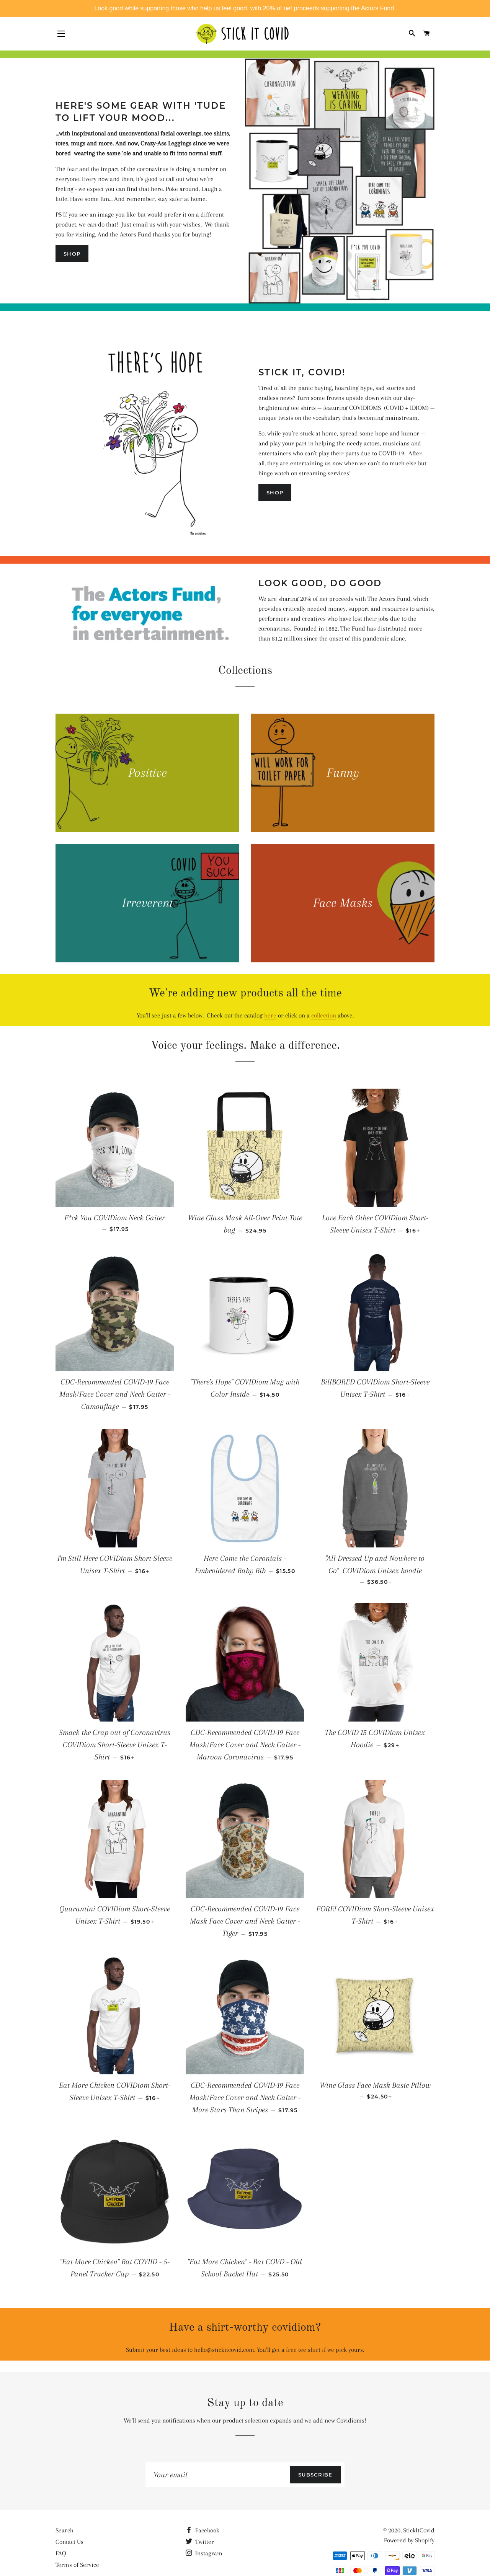 Look good while supporting those who help us feel good, with 20% of net proceeds supporting the Actors Fund.
STICK IT COVID
HERE'S SOME GEAR WITH 'TUDE
TO LIFT YOUR MOOD...
...with inspirational and unconventional facial coverings, tee shirts,
totes, mugs and more. And now, Crazy-Ass Leggings since we were
bored wearing the same 'ole and unable to fit into normal stuff.
The fear and the impact of the coronavirus is doing a number on
everyone. Every now and then, it's good to call out what we're
feeling - we expect you can find that here. Poke around. Laugh a
little. Have some fun... And remember, stay safer at home.
PS If you see an image you like but would prefer it on a different
product, we can do that! Just email us with your wishes. We thank
you for visiting. And the Actors Fund thanks you for buying!
SHOP
CORONACATION
WEARING
IS CARING
SMACK THE CRAP
OUT OF CORONAVIRUS
HERE COME THE
CORONIALS
QUARANTINI
F*CK YOU COVID
THERE'S HOPE
STICK IT, COVID!
Tired of all the panic buying, hoarding hype, sad stories and
endless news? Turn some frowns upside down with our day-
brightening tee shirts — featuring COVIDIOMS (COVID + IDIOM) —
unique twists on the vocabulary that's becoming mainstream.
So, while you're stuck at home, spread some hope and humor —
and play your part in helping the needy actors, musicians and
entertainers who can't play their parts due to COVID-19. After
all, they are entertaining us now when we can't do much else but
binge watch on streaming services!
SHOP
The Actors Fund,
for everyone
in entertainment.
LOOK GOOD, DO GOOD
We are sharing 20% of net proceeds with The Actors Fund, which
provides critically needed money, support and resources to artists,
performers and creatives who have lost their jobs due to the
coronavirus. Founded in 1882, The Fund has distributed more
than $1.2 million since the onset of this pandemic alone.
Collections
Positive
WILL WORK FOR
TOILET PAPER
Funny
COVID YOU
SUCK
Irreverent
Face Masks
We're adding new products all the time
You'll see just a few below. Check out the catalog here or click on a collection above.
Voice your feelings. Make a difference.
F*ck You COVIDiom Neck Gaiter
— $17.95
Wine Glass Mask All-Over Print Tote
bag — $24.95
Love Each Other COVIDiom Short-
Sleeve Unisex T-Shirt — $16+
THERE'S HOPE
CDC-Recommended COVID-19 Face
Mask/Face Cover and Neck Gaiter -
Camouflage — $17.95
"There's Hope" COVIDiom Mug with
Color Inside — $14.50
BillBORED COVIDiom Short-Sleeve
Unisex T-Shirt — $16+
I'M STILL HERE
HERE COME THE CORONIALS
I'm Still Here COVIDiom Short-Sleeve
Unisex T-Shirt — $16+
Here Come the Coronials -
Embroidered Baby Bib — $15.50
"All Dressed Up and Nowhere to
Go" COVIDiom Unisex hoodie
— $36.50+
THE COVID 15
Smack the Crap out of Coronavirus
COVIDiom Short-Sleeve Unisex T-
Shirt — $16+
CDC-Recommended COVID-19 Face
Mask/Face Cover and Neck Gaiter -
Maroon Coronavirus — $17.95
The COVID 15 COVIDiom Unisex
Hoodie — $29+
QUARANTINI
FORE!
Quarantini COVIDiom Short-Sleeve
Unisex T-Shirt — $19.50+
CDC-Recommended COVID-19 Face
Mask Face Cover and Neck Gaiter -
Tiger — $17.95
FORE! COVIDiom Short-Sleeve Unisex
T-Shirt — $16+
Eat More Chicken COVIDiom Short-
Sleeve Unisex T-Shirt — $16+
CDC-Recommended COVID-19 Face
Mask/Face Cover and Neck Gaiter -
More Stars Than Stripes — $17.95
Wine Glass Face Mask Basic Pillow
— $24.50+
EAT MORE
CHICKEN
EAT MORE
CHICKEN
"Eat More Chicken" Bat COVIID - 5-
Panel Trucker Cap — $22.50
"Eat More Chicken" - Bat COVD - Old
School Bucket Hat — $25.50
Have a shirt-worthy covidiom?
Submit your best ideas to hello@stickitcovid.com. You'll get a free tee shirt if we pick yours.
Stay up to date
We'll send you notifications when our product selection expands and we add new Covidioms!
Your email
SUBSCRIBE
Search
Contact Us
FAQ
Terms of Service
Facebook
Twitter
Instagram
© 2020, StickItCovid
Powered by Shopify